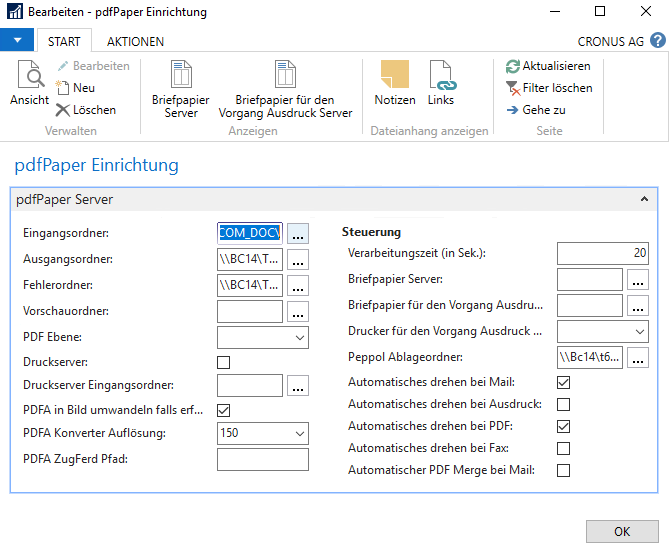 Bearbeiten - pdfPaper Einrichtung
START AKTIONEN CRONUS AG ?
Ansicht
Bearbeiten
Neu
Löschen
Verwalten
Briefpapier Server
Briefpapier für den Vorgang Ausdruck Server
Anzeigen
Notizen
Links
Dateianhang anzeigen
Aktualisieren
Filter löschen
Gehe zu
Seite
pdfPaper Einrichtung
pdfPaper Server
Eingangsordner: COM_DOC\ ...
Ausgangsordner: \\BC14\T... ...
Fehlerordner: \\BC14\T... ...
Vorschauordner: ...
PDF Ebene:
Druckserver:
Druckserver Eingangsordner: ...
PDFA in Bild umwandeln falls erf...
PDFA Konverter Auflösung: 150
PDFA ZugFerd Pfad:
Steuerung
Verarbeitungszeit (in Sek.): 20
Briefpapier Server: ...
Briefpapier für den Vorgang Ausdru... ...
Drucker für den Vorgang Ausdruck ...
Peppol Ablageordner: \\Bc14\t6... ...
Automatisches drehen bei Mail:
Automatisches drehen bei Ausdruck:
Automatisches drehen bei PDF:
Automatisches drehen bei Fax:
Automatischer PDF Merge bei Mail:
OK